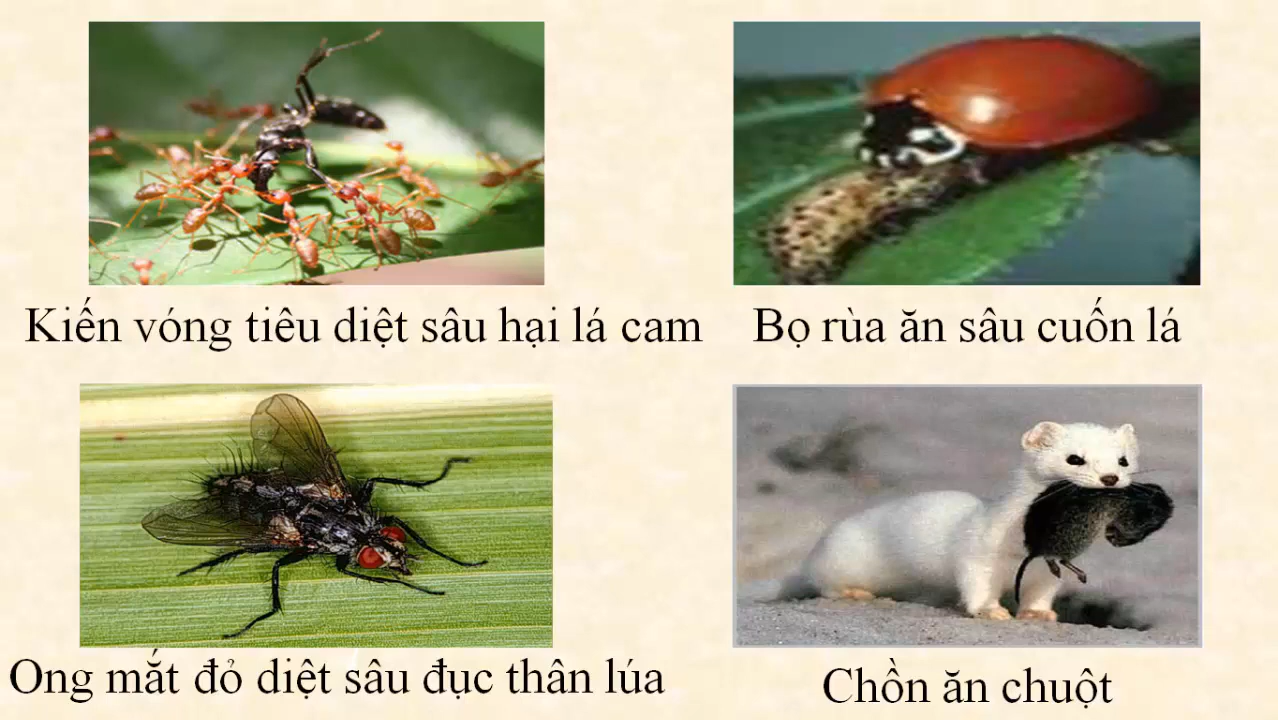 Kiến vóng tiêu diệt sâu hại lá cam
Bọ rùa ăn sâu cuốn lá
Ong mắt đỏ diệt sâu đục thân lúa
Chồn ăn chuột